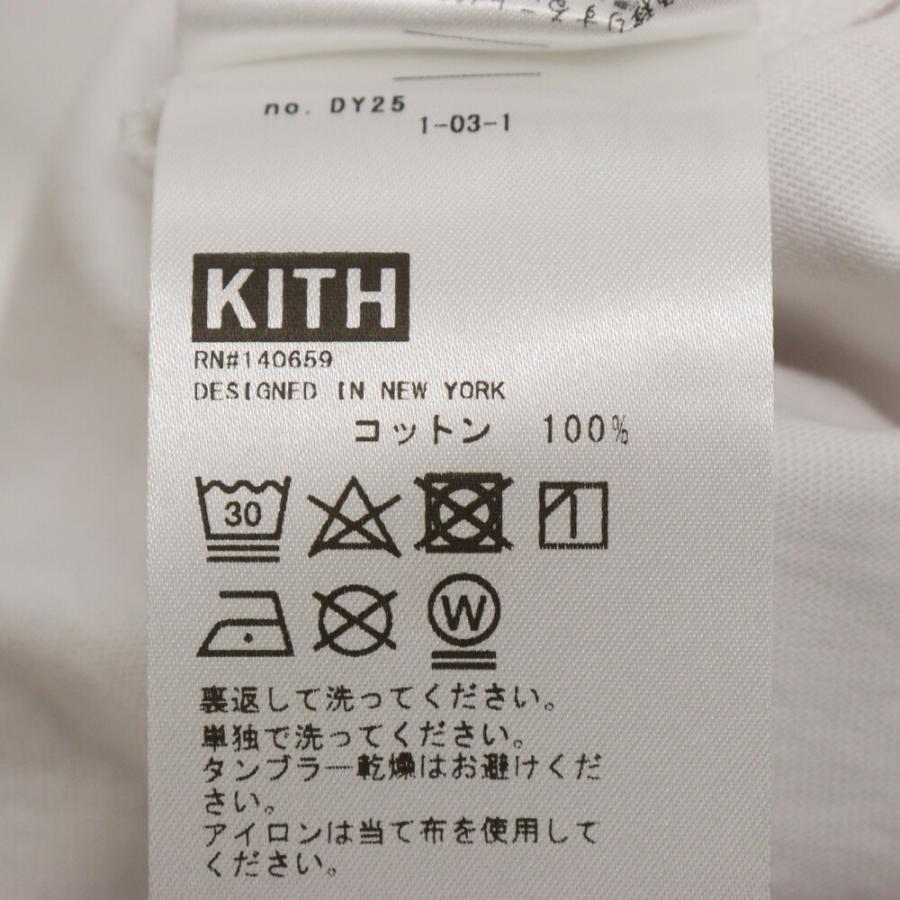 no. DY25
1-03-1
KITH
RN#140659
DESIGNED IN NEW YORK
コットン 100%
30
W
裏返して洗ってください。
単独で洗ってください。
タンブラー乾燥はお避けくだ
さい。
アイロンは当て布を使用して
ください。